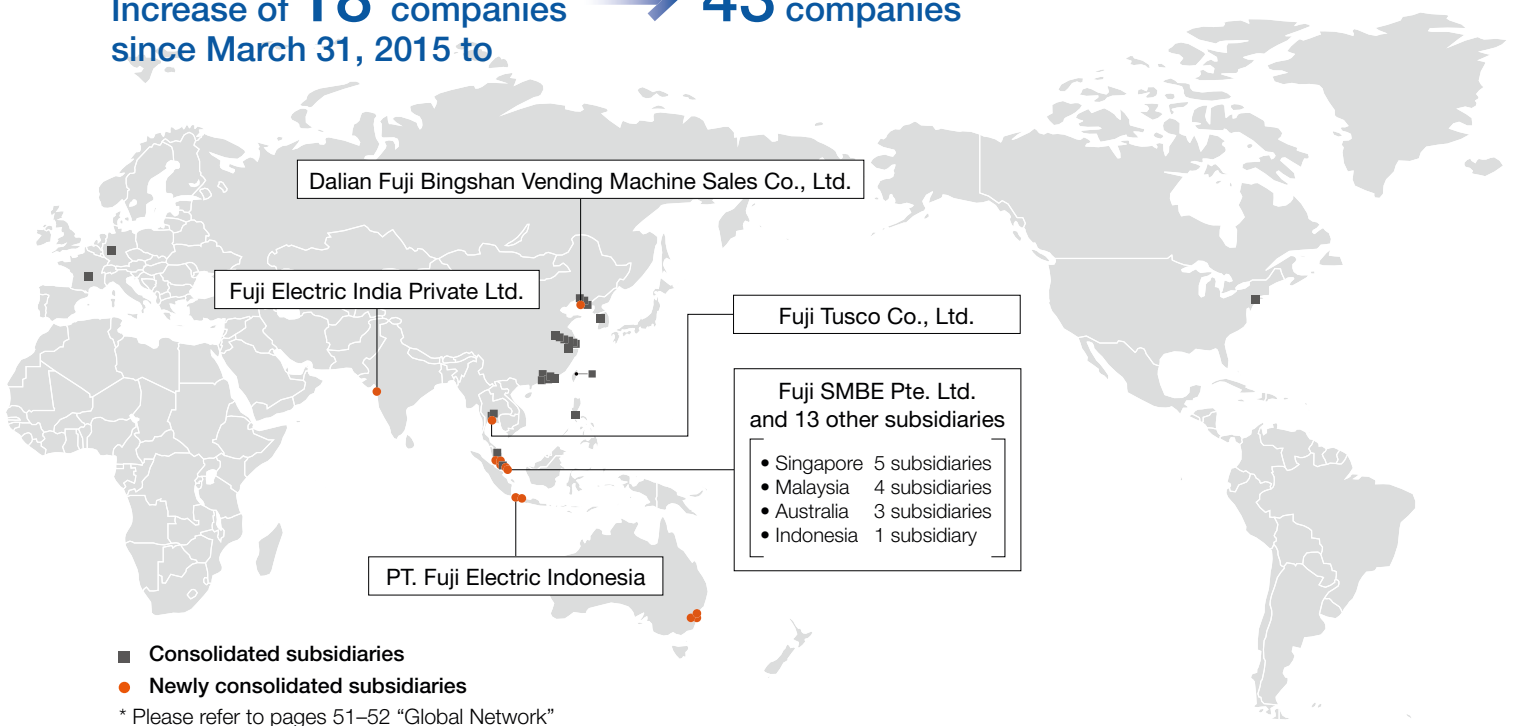 Increase of 18 companies 43 companies
since March 31, 2015 to
Dalian Fuji Bingshan Vending Machine Sales Co., Ltd.
Fuji Electric India Private Ltd.
Fuji Tusco Co., Ltd.
Fuji SMBE Pte. Ltd.
and 13 other subsidiaries
• Singapore 5 subsidiaries
• Malaysia 4 subsidiaries
• Australia 3 subsidiaries
• Indonesia 1 subsidiary
PT. Fuji Electric Indonesia
Consolidated subsidiaries
Newly consolidated subsidiaries
* Please refer to pages 51–52 “Global Network”